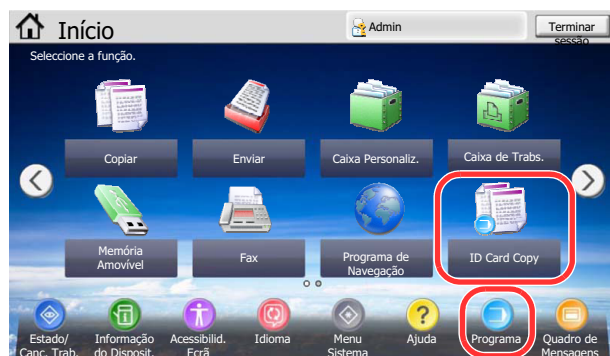 Início
Admin
Terminar
sessão
Seleccione a função.
Copiar
Enviar
Caixa Personaliz.
Caixa de Trabs.
Memória
Amovível
Fax
Programa de
Navegação
ID Card Copy
Estado/
Canc. Trab.
Informação
do Disposit.
Acessibilid.
Ecrã
Idioma
Menu
Sistema
Ajuda
Programa
Quadro de
Mensagens